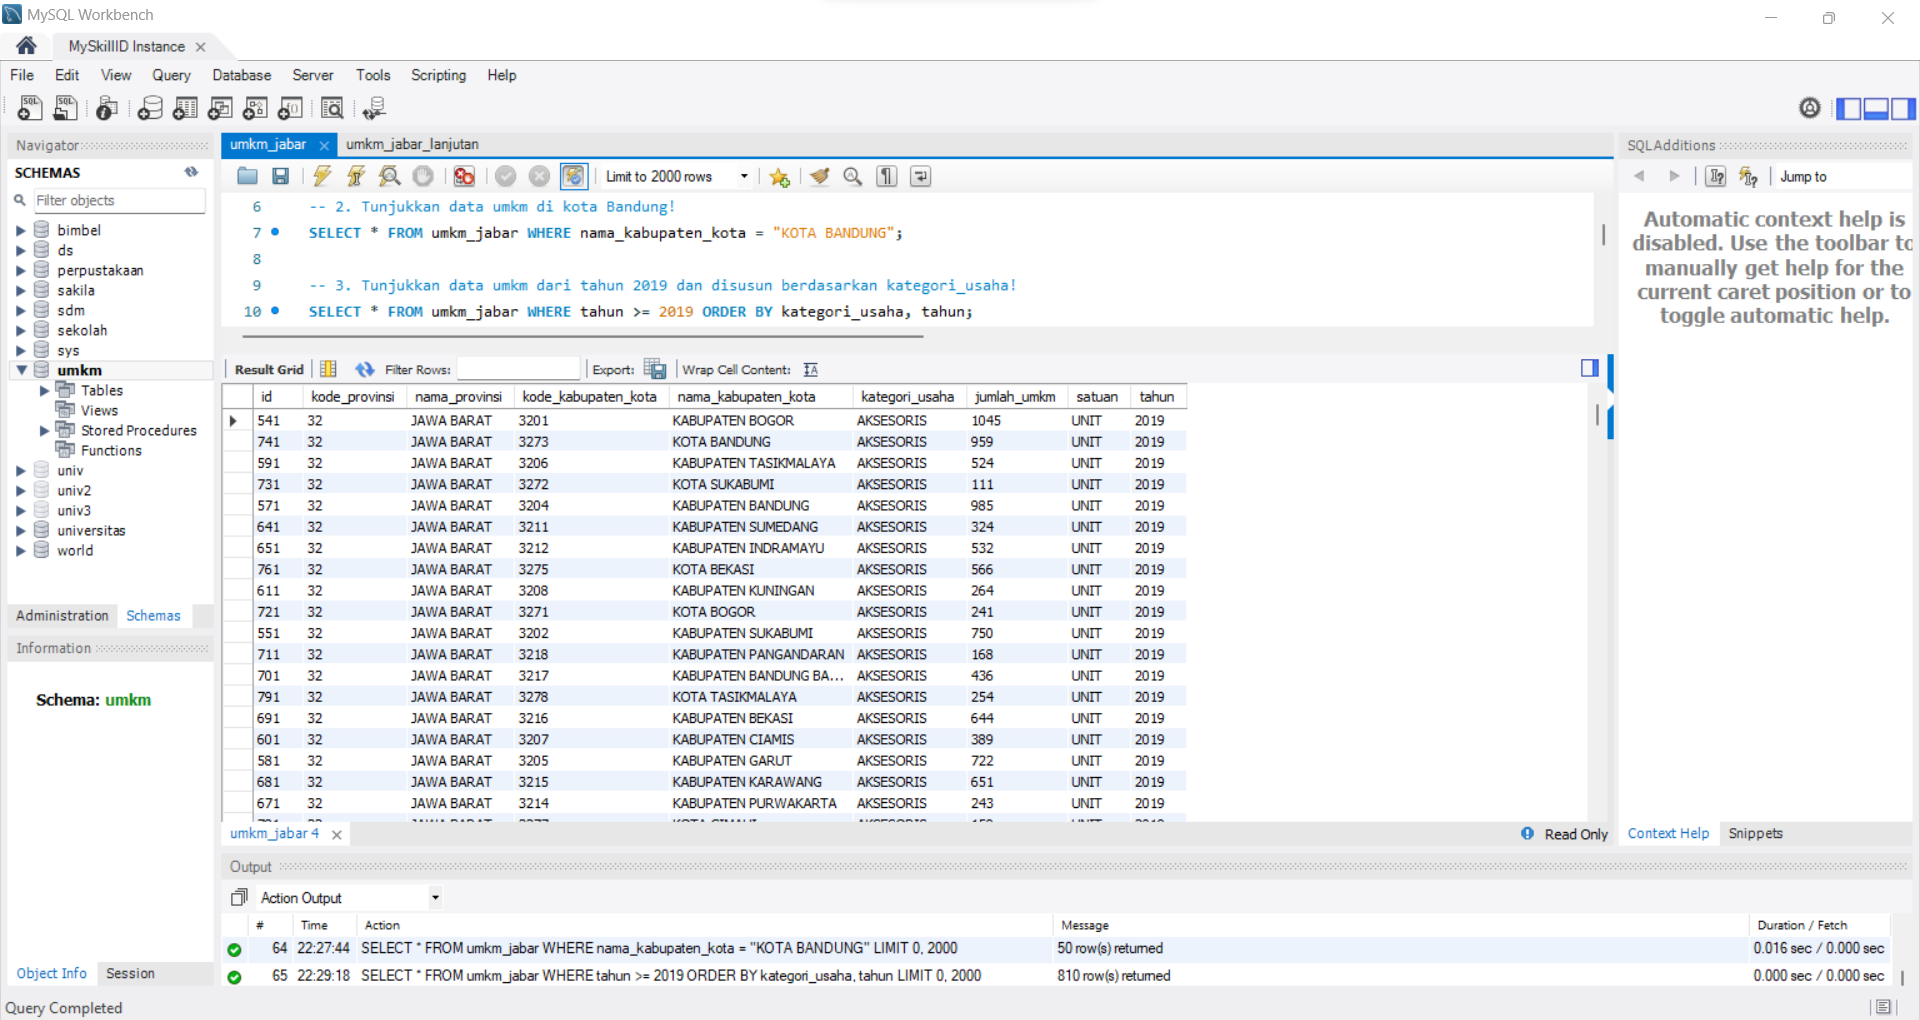 MySQL Workbench
MySkillID Instance
File Edit View Query Database Server Tools Scripting Help
Navigator
SCHEMAS
Filter objects
bimbel
ds
perpustakaan
sakila
sdm
sekolah
sys
umkm
Tables
Views
Stored Procedures
Functions
univ
univ2
univ3
universitas
world
Administration Schemas
Information
Schema: umkm
Object Info Session
umkm_jabar umkm_jabar_lanjutan
Limit to 2000 rows
6 -- 2. Tunjukkan data umkm di kota Bandung!
7 SELECT * FROM umkm_jabar WHERE nama_kabupaten_kota = "KOTA BANDUNG";
8
9 -- 3. Tunjukkan data umkm dari tahun 2019 dan disusun berdasarkan kategori_usaha!
10 SELECT * FROM umkm_jabar WHERE tahun >= 2019 ORDER BY kategori_usaha, tahun;
Result Grid Filter Rows: Export: Wrap Cell Content:
id kode_provinsi nama_provinsi kode_kabupaten_kota nama_kabupaten_kota kategori_usaha jumlah_umkm satuan tahun
541 32 JAWA BARAT 3201 KABUPATEN BOGOR AKSESORIS 1045 UNIT 2019
741 32 JAWA BARAT 3273 KOTA BANDUNG AKSESORIS 959 UNIT 2019
591 32 JAWA BARAT 3206 KABUPATEN TASIKMALAYA AKSESORIS 524 UNIT 2019
731 32 JAWA BARAT 3272 KOTA SUKABUMI AKSESORIS 111 UNIT 2019
571 32 JAWA BARAT 3204 KABUPATEN BANDUNG AKSESORIS 985 UNIT 2019
641 32 JAWA BARAT 3211 KABUPATEN SUMEDANG AKSESORIS 324 UNIT 2019
651 32 JAWA BARAT 3212 KABUPATEN INDRAMAYU AKSESORIS 532 UNIT 2019
761 32 JAWA BARAT 3275 KOTA BEKASI AKSESORIS 566 UNIT 2019
611 32 JAWA BARAT 3208 KABUPATEN KUNINGAN AKSESORIS 264 UNIT 2019
721 32 JAWA BARAT 3271 KOTA BOGOR AKSESORIS 241 UNIT 2019
551 32 JAWA BARAT 3202 KABUPATEN SUKABUMI AKSESORIS 750 UNIT 2019
711 32 JAWA BARAT 3218 KABUPATEN PANGANDARAN AKSESORIS 168 UNIT 2019
701 32 JAWA BARAT 3217 KABUPATEN BANDUNG BA... AKSESORIS 436 UNIT 2019
791 32 JAWA BARAT 3278 KOTA TASIKMALAYA AKSESORIS 254 UNIT 2019
691 32 JAWA BARAT 3216 KABUPATEN BEKASI AKSESORIS 644 UNIT 2019
601 32 JAWA BARAT 3207 KABUPATEN CIAMIS AKSESORIS 389 UNIT 2019
581 32 JAWA BARAT 3205 KABUPATEN GARUT AKSESORIS 722 UNIT 2019
681 32 JAWA BARAT 3215 KABUPATEN KARAWANG AKSESORIS 651 UNIT 2019
671 32 JAWA BARAT 3214 KABUPATEN PURWAKARTA AKSESORIS 243 UNIT 2019
umkm_jabar 4 Read Only
SQLAdditions
Jump to
Automatic context help is
disabled. Use the toolbar to
manually get help for the
current caret position or to
toggle automatic help.
Context Help Snippets
Output
Action Output
# Time Action Message Duration / Fetch
64 22:27:44 SELECT * FROM umkm_jabar WHERE nama_kabupaten_kota = "KOTA BANDUNG" LIMIT 0, 2000 50 row(s) returned 0.016 sec / 0.000 sec
65 22:29:18 SELECT * FROM umkm_jabar WHERE tahun >= 2019 ORDER BY kategori_usaha, tahun LIMIT 0, 2000 810 row(s) returned 0.000 sec / 0.000 sec
Query Completed